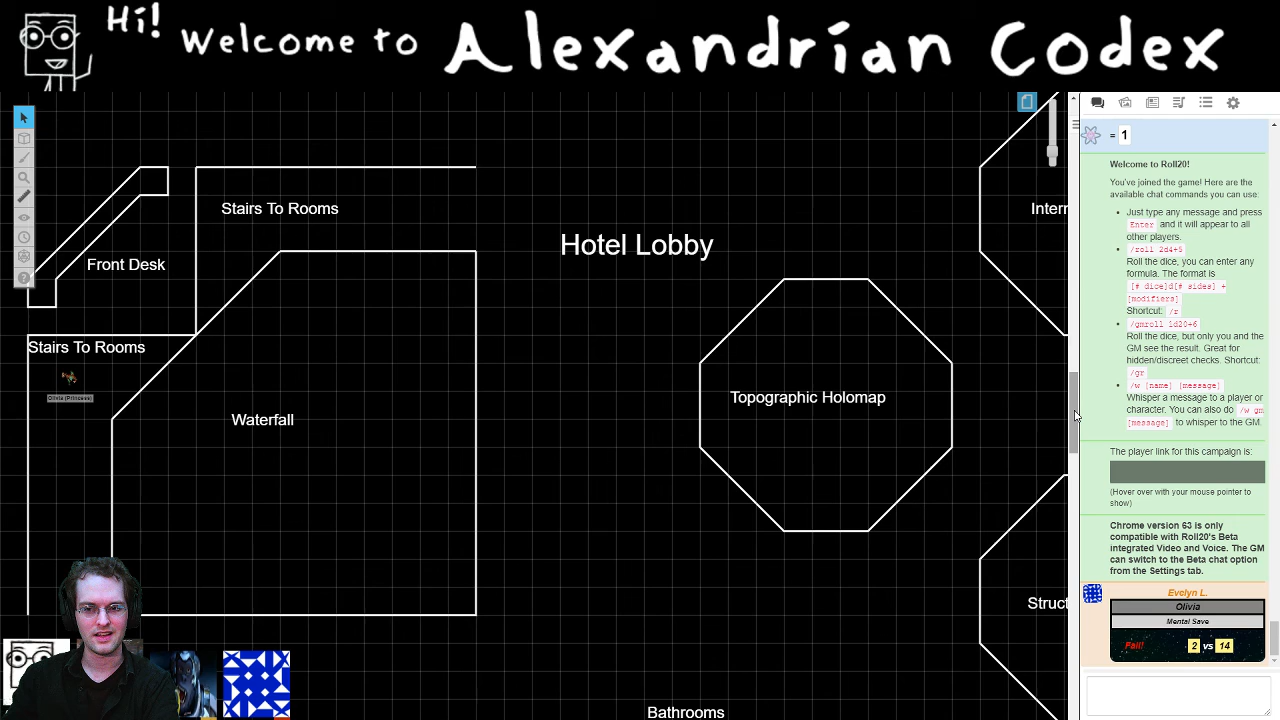 Hi! Welcome to Alexandrian Codex
Stairs To Rooms
Hotel Lobby
Front Desk
Stairs To Rooms
Olivia (Princess)
Waterfall
Topographic Holomap
Intern
Struct
Bathrooms
= 1
Welcome to Roll20!
You've joined the game! Here are the
available chat commands you can use:
• Just type any message and press
Enter and it will appear to all
other players.
• /roll 2d4+5
Roll the dice, you can enter any
formula. The format is
[# dice]d[# sides] +
[modifiers]
Shortcut: /r
• /gmroll 1d20+6
Roll the dice, but only you and the
GM see the result. Great for
hidden/discreet checks. Shortcut:
/gr
• /w [name] [message]
Whisper a message to a player or
character. You can also do /w gm
[message] to whisper to the GM.
The player link for this campaign is:
(Hover over with your mouse pointer to
show)
Chrome version 63 is only
compatible with Roll20's Beta
integrated Video and Voice. The GM
can switch to the Beta chat option
from the Settings tab.
Evelyn L.
Olivia
Mental Save
Fail! 2 vs 14